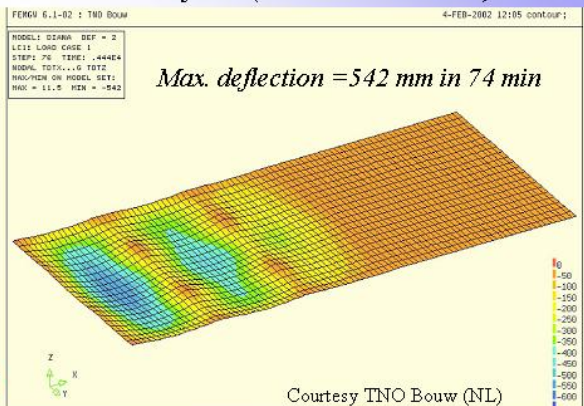 FEMGV 6.1-02 : TNO Bouw
4-FEB-2002 12:05 contour;
MODEL: DIANA DEF = 2
LC1: LOAD CASE 1
STEP: 76 TIME: .444E4
NODAL TDTX...G TDTZ
MAX/MIN ON MODEL SET:
MAX = 11.5 MIN = -542
Max. deflection =542 mm in 74 min
0
-50
-100
-150
-200
-250
-300
-350
-400
-450
-500
-550
-600
Z
X
Y
Courtesy TNO Bouw (NL)